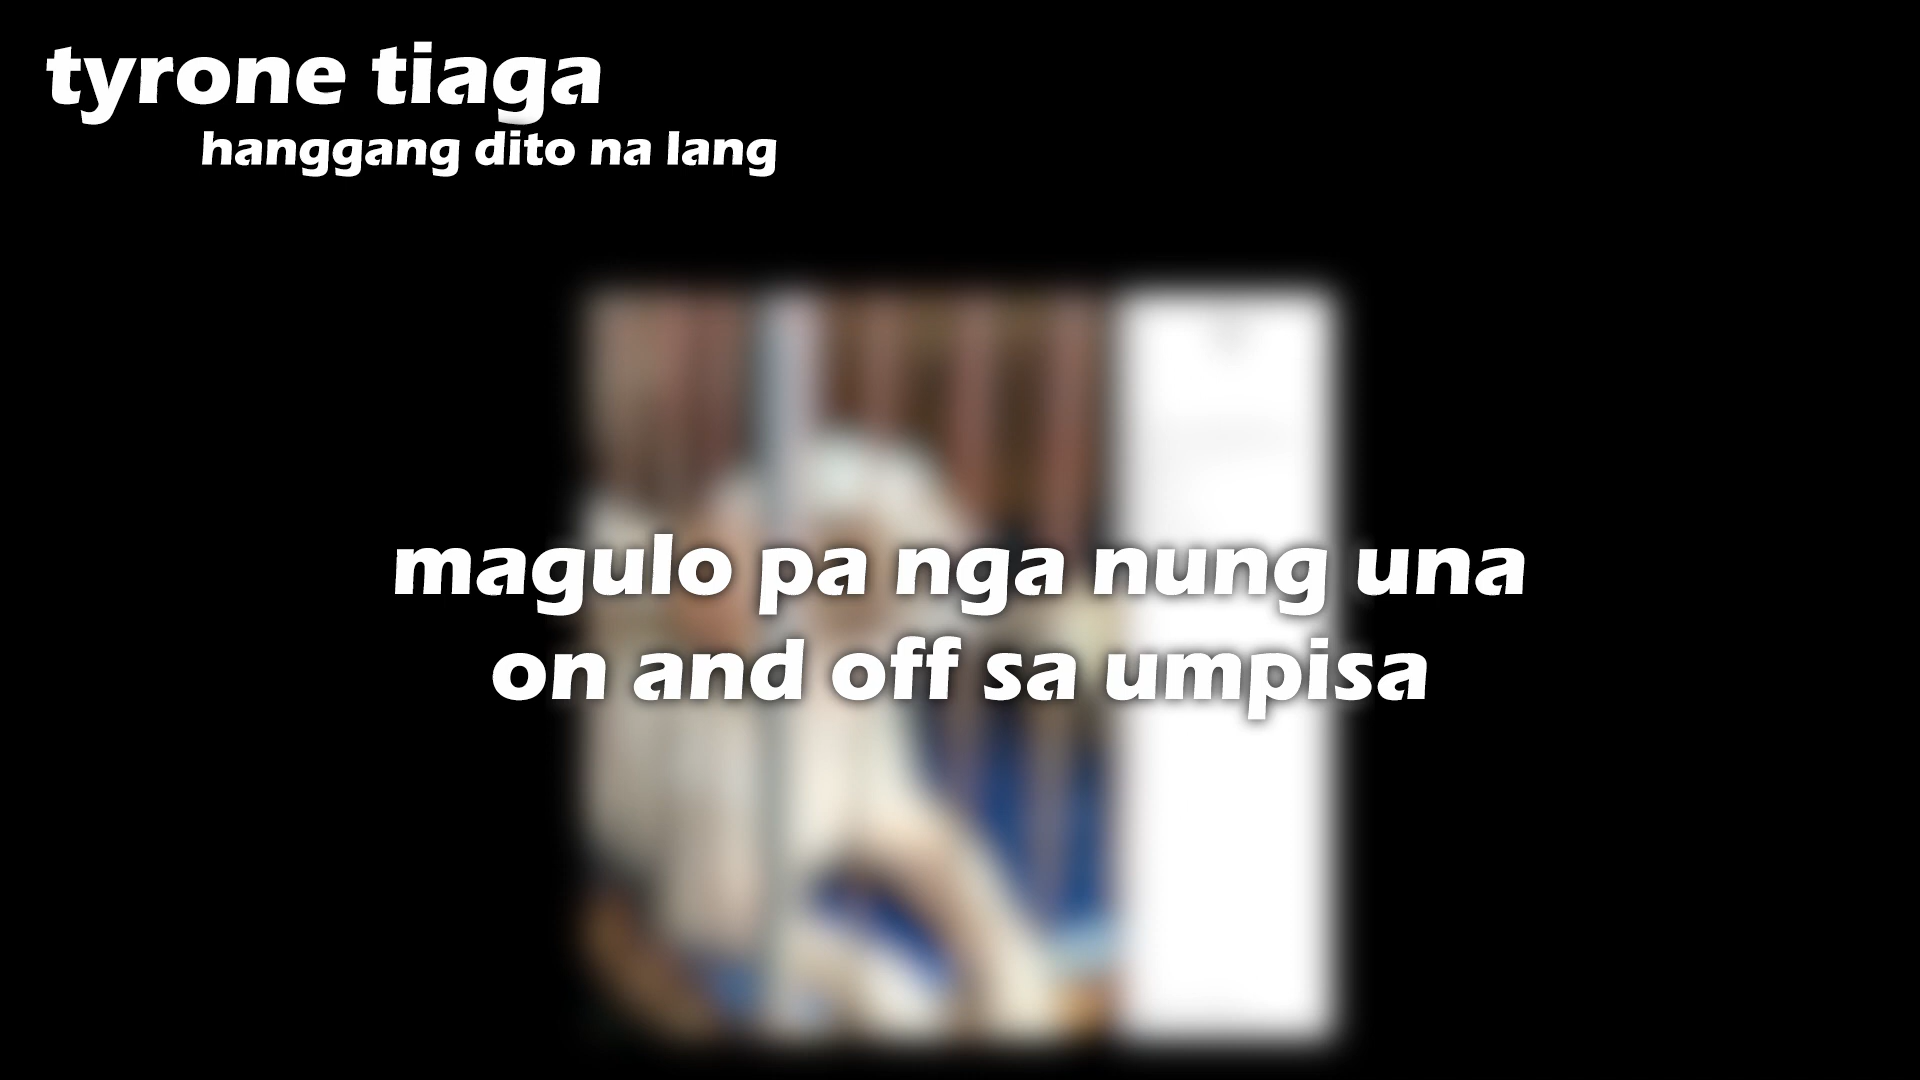 tyrone tiaga
hanggang dito na lang
magulo pa nga nung una
on and off sa umpisa